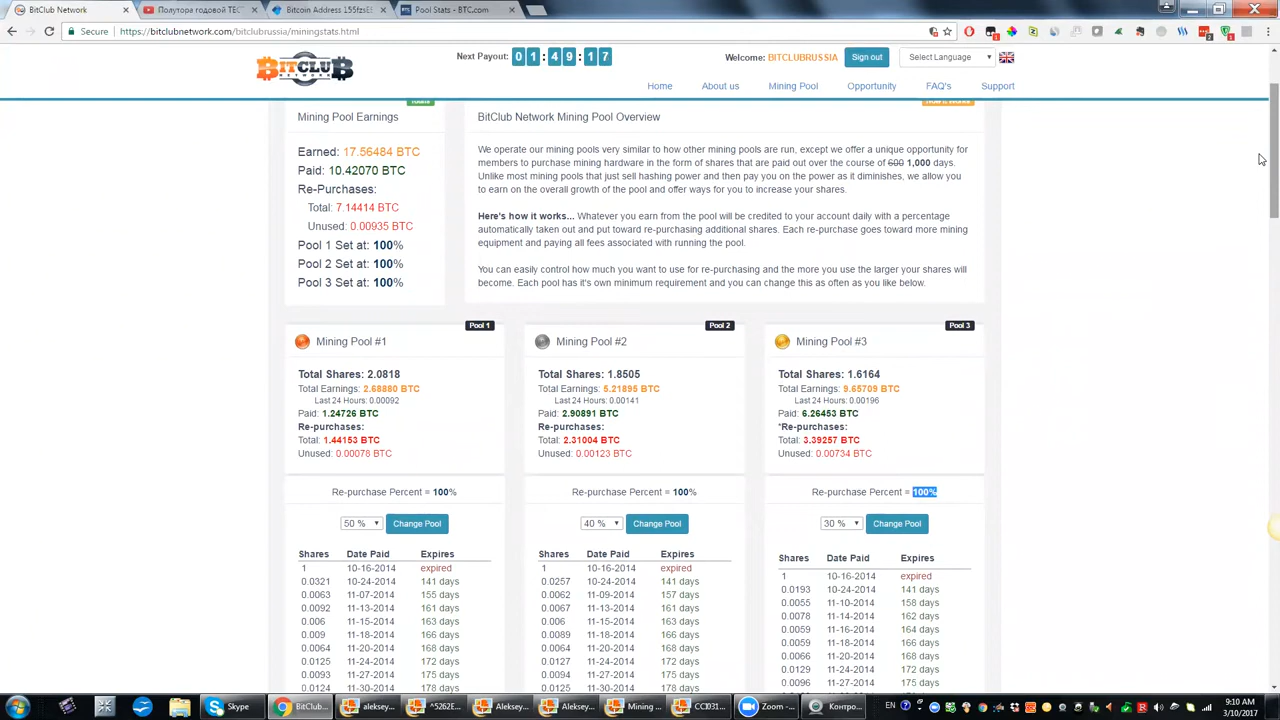 BitClub Network
Полутора годовой ТЕСТ
Bitcoin Address 155fzsEE
Pool Stats - BTC.com
Secure https://bitclubnetwork.com/bitclubrussia/miningstats.html
BITCLUB NETWORK
Next Payout: 01:49:17
Welcome: BITCLUBRUSSIA Sign out Select Language
Home About us Mining Pool Opportunity FAQ's Support
Mining Pool Earnings
Earned: 17.56484 BTC
Paid: 10.42070 BTC
Re-Purchases:
Total: 7.14414 BTC
Unused: 0.00935 BTC
Pool 1 Set at: 100%
Pool 2 Set at: 100%
Pool 3 Set at: 100%
BitClub Network Mining Pool Overview
We operate our mining pools very similar to how other mining pools are run, except we offer a unique opportunity for
members to purchase mining hardware in the form of shares that are paid out over the course of 600 1,000 days.
Unlike most mining pools that just sell hashing power and then pay you on the power as it diminishes, we allow you
to earn on the overall growth of the pool and offer ways for you to increase your shares.
Here's how it works... Whatever you earn from the pool will be credited to your account daily with a percentage
automatically taken out and put toward re-purchasing additional shares. Each re-purchase goes toward more mining
equipment and paying all fees associated with running the pool.
You can easily control how much you want to use for re-purchasing and the more you use the larger your shares will
become. Each pool has it's own minimum requirement and you can change this as often as you like below.
Pool 1
Mining Pool #1
Total Shares: 2.0818
Total Earnings: 2.68880 BTC
Last 24 Hours: 0.00092
Paid: 1.24726 BTC
Re-purchases:
Total: 1.44153 BTC
Unused: 0.00078 BTC
Re-purchase Percent = 100%
50 % Change Pool
Shares Date Paid Expires
1 10-16-2014 expired
0.0321 10-24-2014 141 days
0.0063 11-07-2014 155 days
0.0092 11-13-2014 161 days
0.006 11-15-2014 163 days
0.009 11-18-2014 166 days
0.0064 11-20-2014 168 days
0.0125 11-24-2014 172 days
0.0093 11-27-2014 175 days
0.0124 11-30-2014 178 days
Pool 2
Mining Pool #2
Total Shares: 1.8505
Total Earnings: 5.21895 BTC
Last 24 Hours: 0.00141
Paid: 2.90891 BTC
Re-purchases:
Total: 2.31004 BTC
Unused: 0.00123 BTC
Re-purchase Percent = 100%
40 % Change Pool
Shares Date Paid Expires
1 10-16-2014 expired
0.0257 10-24-2014 141 days
0.0062 11-09-2014 157 days
0.0067 11-13-2014 161 days
0.006 11-15-2014 163 days
0.0089 11-18-2014 166 days
0.0064 11-20-2014 168 days
0.0127 11-24-2014 172 days
0.0094 11-27-2014 175 days
0.0101 11-30-2014 178 days
Pool 3
Mining Pool #3
Total Shares: 1.6164
Total Earnings: 9.65709 BTC
Last 24 Hours: 0.00196
Paid: 6.26453 BTC
*Re-purchases:
Total: 3.39257 BTC
Unused: 0.00734 BTC
Re-purchase Percent = 100%
30 % Change Pool
Shares Date Paid Expires
1 10-16-2014 expired
0.0193 10-24-2014 141 days
0.0055 11-10-2014 158 days
0.0078 11-14-2014 162 days
0.0059 11-16-2014 164 days
0.0059 11-18-2014 166 days
0.0066 11-20-2014 168 days
0.0129 11-24-2014 172 days
0.0096 11-27-2014 175 days
Skype BitClub... aleksey... ^5262E... Aleksey... Aleksey... Mining ... CCI031... Zoom - ... Контро...
EN 9:10 AM
3/10/2017